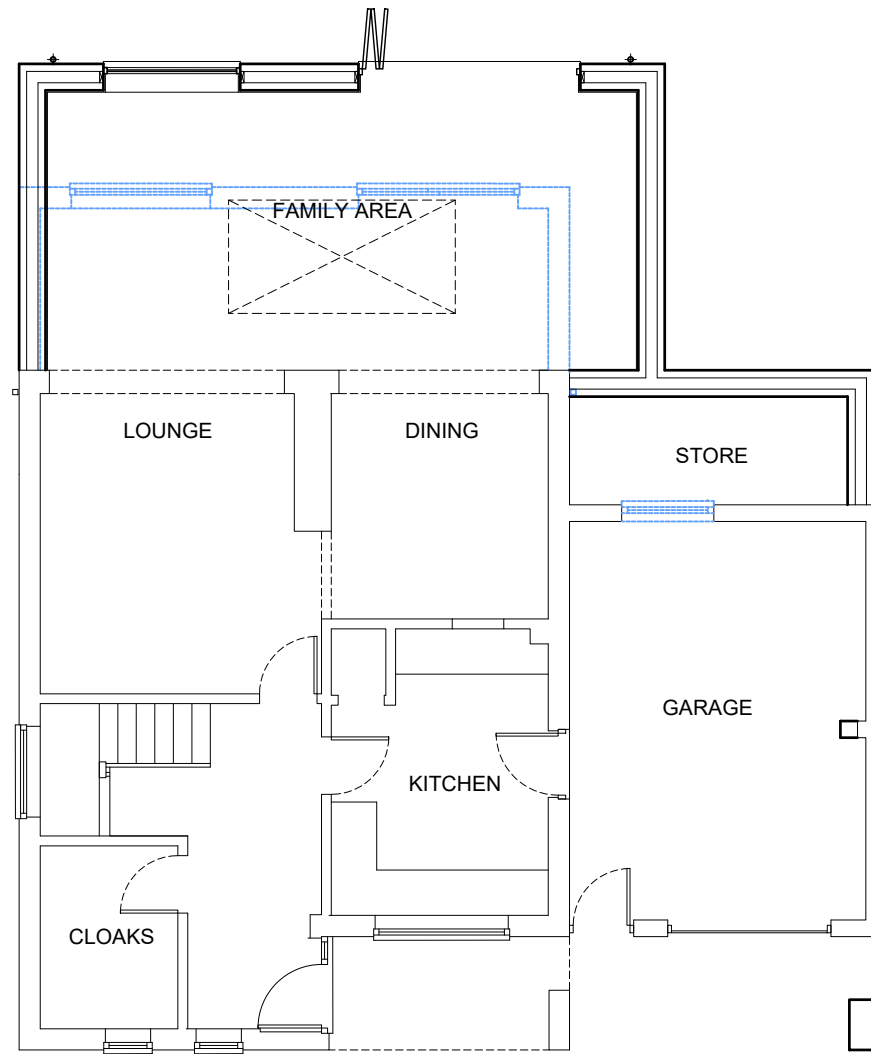 FAMILY AREA
LOUNGE
DINING
STORE
GARAGE
KITCHEN
CLOAKS